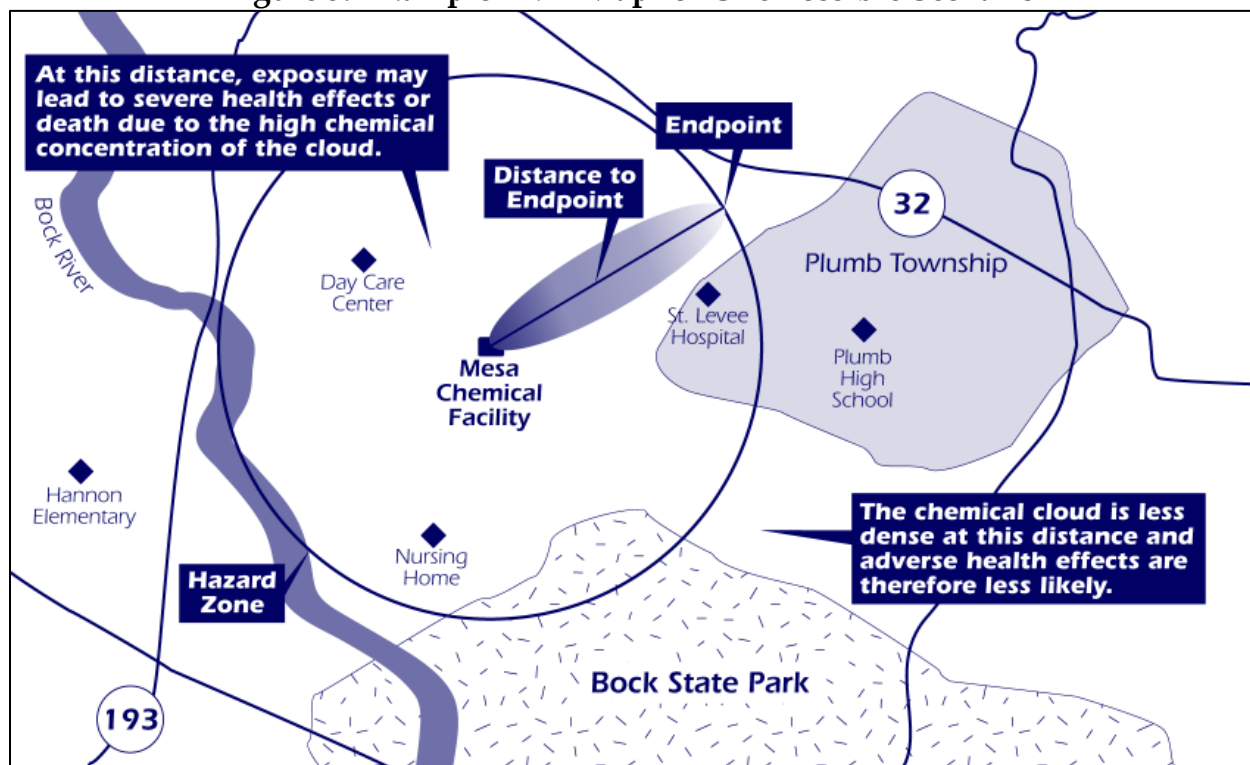 At this distance, exposure may
lead to severe health effects or
death due to the high chemical
concentration of the cloud.
Endpoint
Distance to
Endpoint
32
Bock River
Plumb Township
Day Care
Center
St. Levee
Hospital
Plumb
High
School
Mesa
Chemical
Facility
Hannon
Elementary
The chemical cloud is less
dense at this distance and
adverse health effects are
therefore less likely.
Nursing
Home
Hazard
Zone
Bock State Park
193